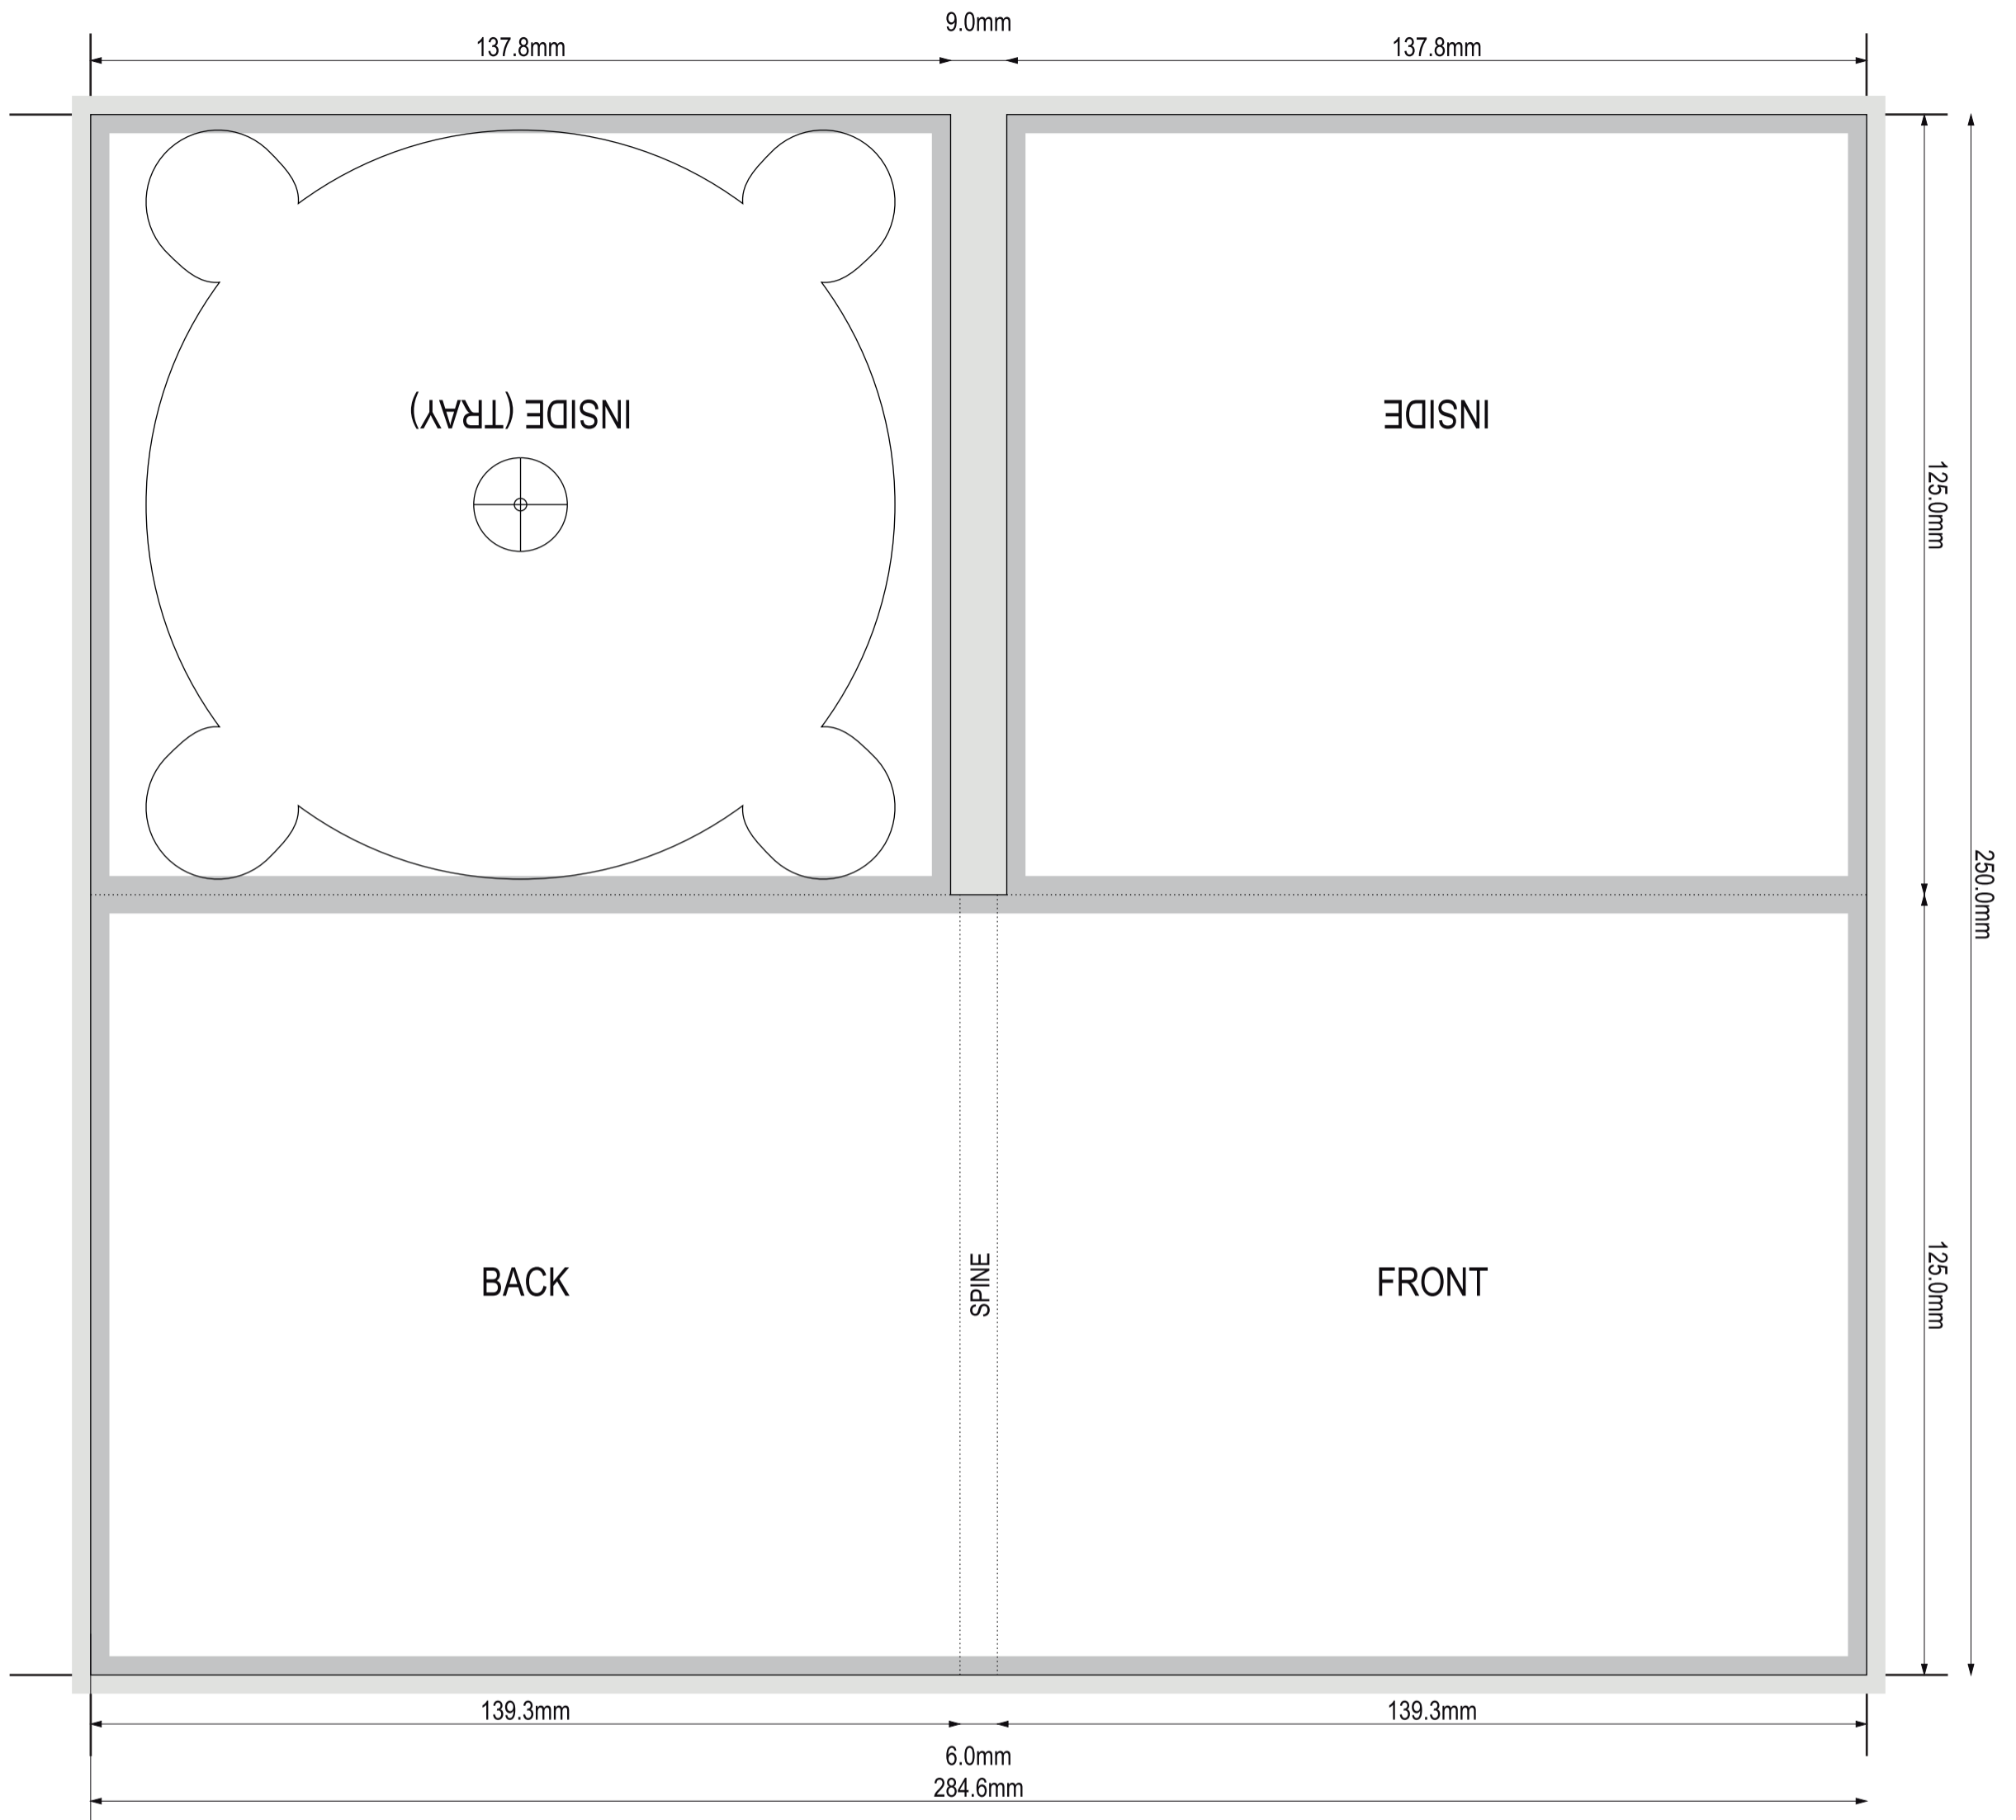 9.0mm
137.8mm
137.8mm
INSIDE (TRAY)
INSIDE
125.0mm
250.0mm
BACK
SPINE
FRONT
125.0mm
139.3mm
139.3mm
6.0mm
284.6mm